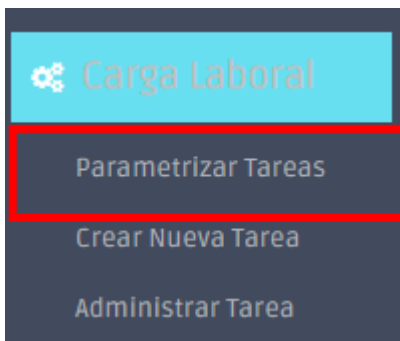 Carga Laboral
Parametrizar Tareas
Crear Nueva Tarea
Administrar Tarea